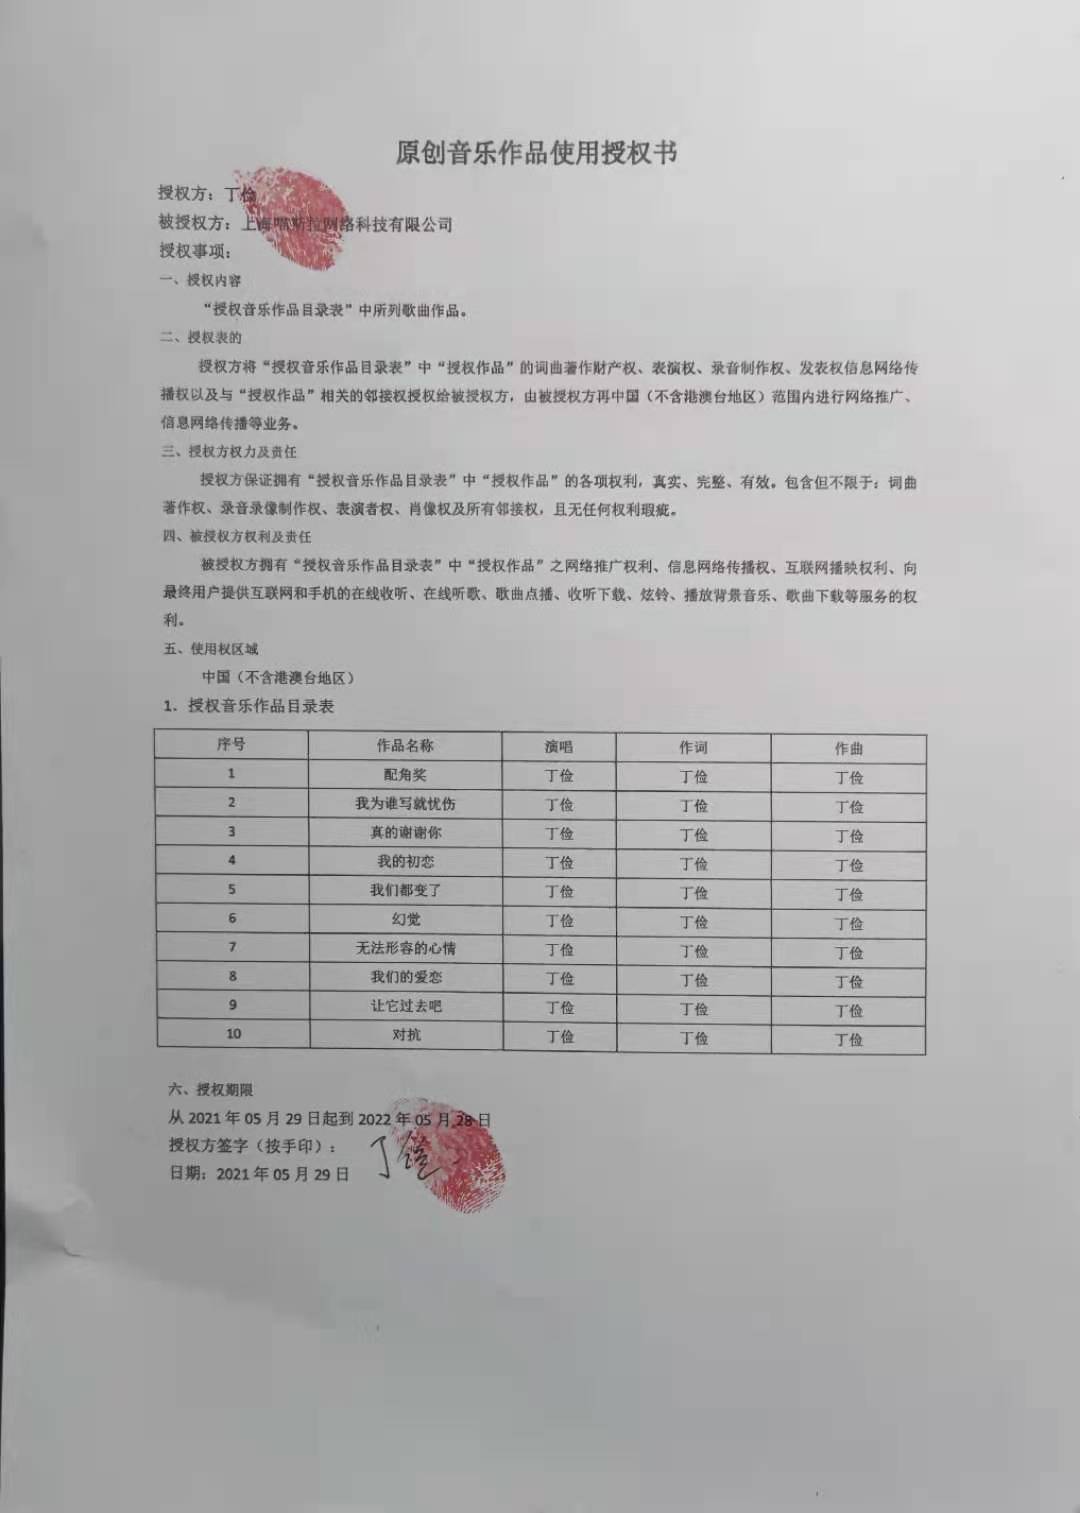 原创音乐作品使用授权书
授权方：丁俭
被授权方：上海 斯拉网络科技有限公司
授权事项：
一、授权内容
“授权音乐作品目录表”中所列歌曲作品。
二、授权表的
授权方将“授权音乐作品目录表”中“授权作品”的词曲著作财产权、表演权、录音制作权、发表权信息网络传
播权以及与“授权作品”相关的邻接权授权给被授权方，由被授权方再中国（不含港澳台地区）范围内进行网络推广、
信息网络传播等业务。
三、授权方权力及责任
授权方保证拥有“授权音乐作品目录表”中“授权作品”的各项权利，真实、完整、有效。包含但不限于：词曲
著作权、录音录像制作权、表演者权、肖像权及所有邻接权，且无任何权利瑕疵。
四、被授权方权利及责任
被授权方拥有“授权音乐作品目录表”中“授权作品”之网络推广权利、信息网络传播权、互联网播映权利、向
最终用户提供互联网和手机的在线收听、在线听歌、歌曲点播、收听下载、炫铃、播放背景音乐、歌曲下载等服务的权
利。
五、使用权区域
中国（不含港澳台地区）
1. 授权音乐作品目录表
序号 作品名称 演唱 作词 作曲
1 配角奖 丁俭 丁俭 丁俭
2 我为谁写就忧伤 丁俭 丁俭 丁俭
3 真的谢谢你 丁俭 丁俭 丁俭
4 我的初恋 丁俭 丁俭 丁俭
5 我们都变了 丁俭 丁俭 丁俭
6 幻觉 丁俭 丁俭 丁俭
7 无法形容的心情 丁俭 丁俭 丁俭
8 我们的爱恋 丁俭 丁俭 丁俭
9 让它过去吧 丁俭 丁俭 丁俭
10 对抗 丁俭 丁俭 丁俭
六、授权期限
从 2021 年 05 月 29 日起到 2022 年 05 月 28 日
授权方签字（按手印）： 丁
日期：2021 年 05 月 29 日